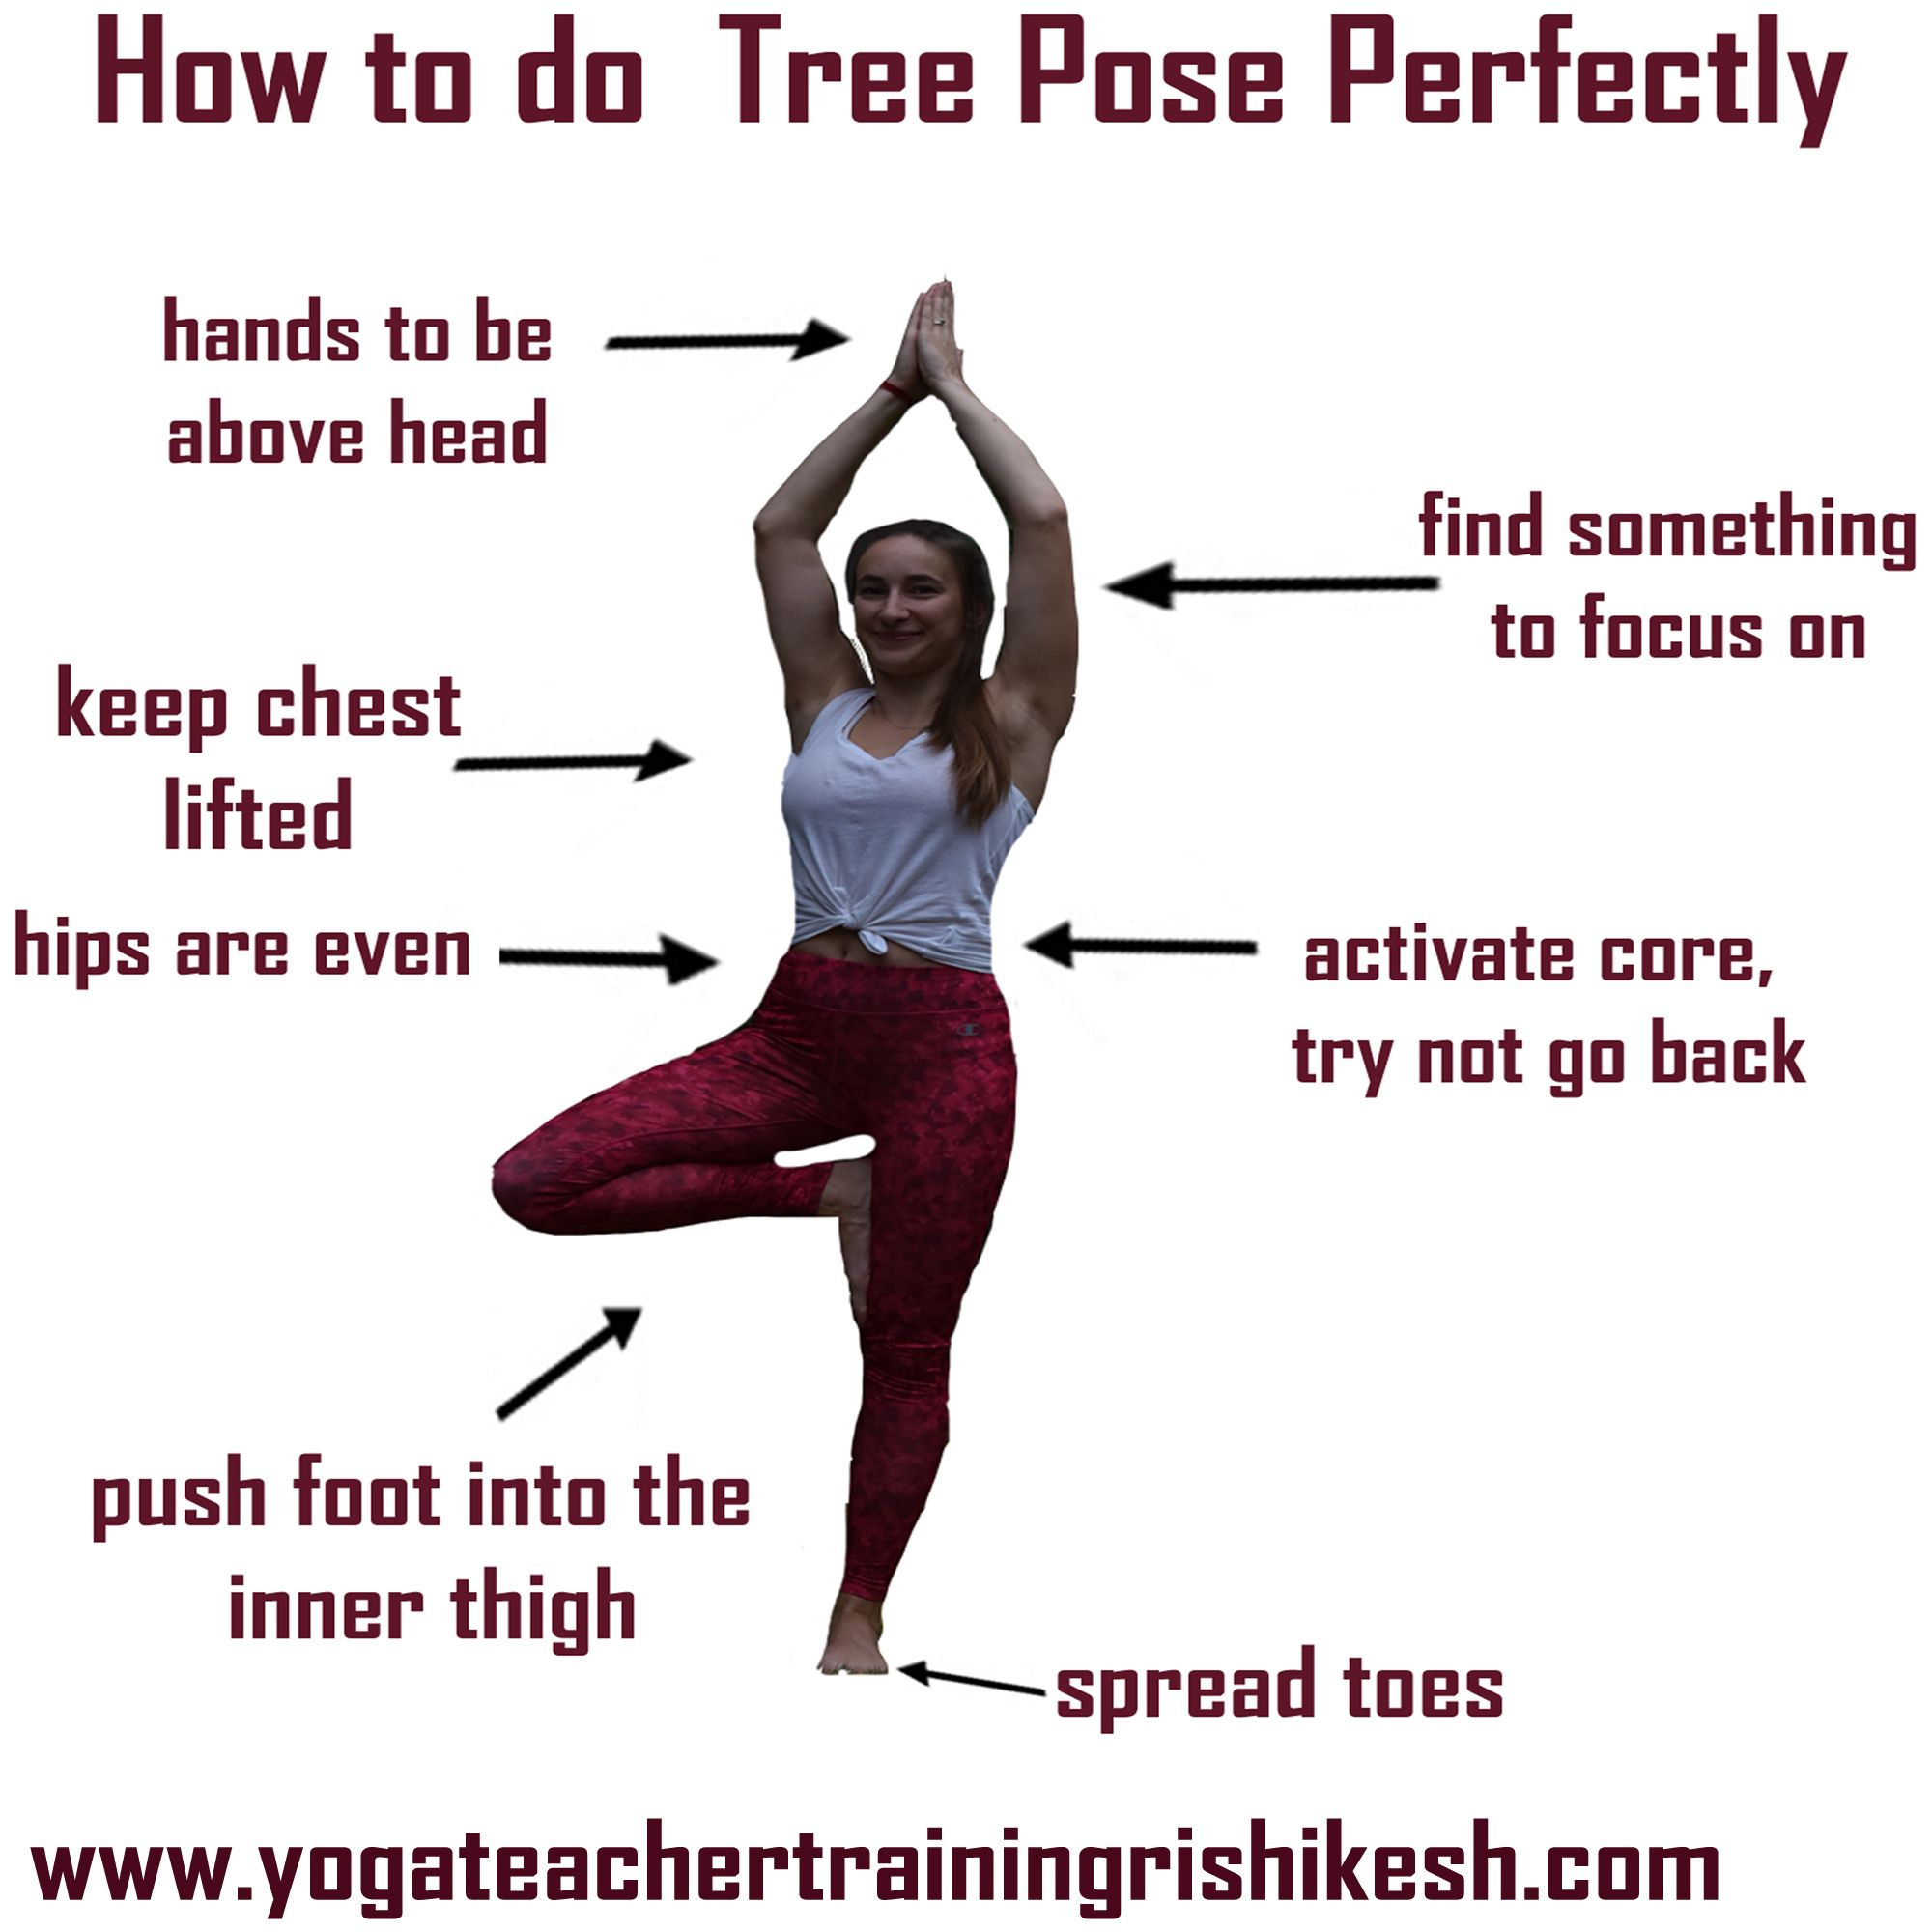 How to do Tree Pose Perfectly
hands to be
above head
find something
to focus on
keep chest
lifted
hips are even
activate core,
try not go back
push foot into the
inner thigh
spread toes
www.yogateachertrainingrishikesh.com